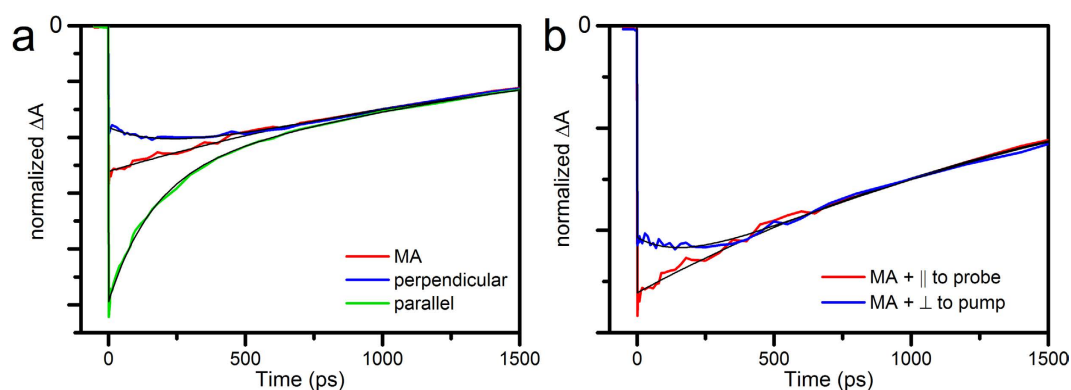 a
0
normalized ΔA
MA
perpendicular
parallel
0 500 1000 1500
Time (ps)
b
0
normalized ΔA
MA + ∥ to probe
MA + ⊥ to pump
0 500 1000 1500
Time (ps)